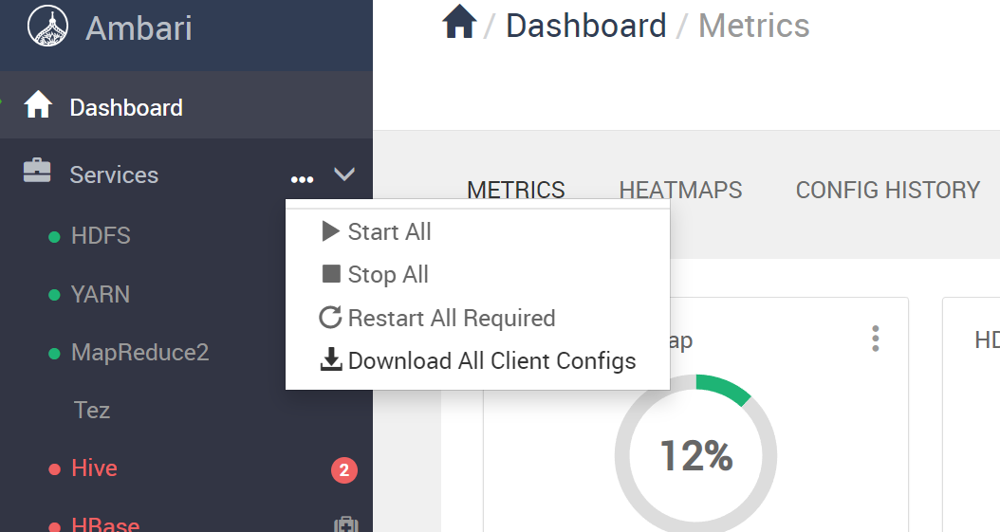 Ambari
/ Dashboard / Metrics
Dashboard
Services
METRICS HEATMAPS CONFIG HISTORY
HDFS
YARN
MapReduce2
Tez
Hive 2
HBase
Start All
Stop All
Restart All Required
Download All Client Configs
ap
HD
12%